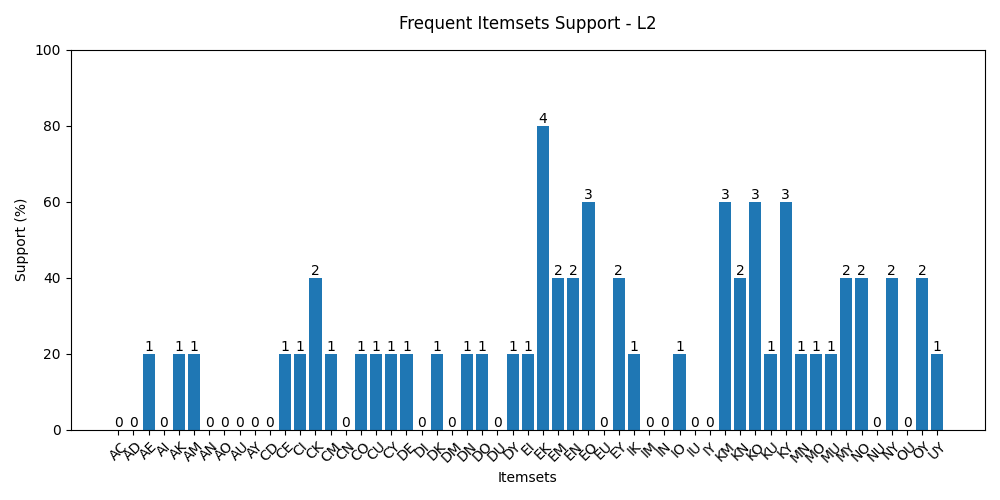 Frequent Itemsets Support - L2
Support (%)
100
80
4
60
3 3 3 3
40
2 2 2 2 2 2 2 2 2
20
1 1 1 1 1 1 1 1 1 1 1 1 1 1 1 1 1 1 1 1 1 1
0
0 0 0 0 0 0 0 0 0 0 0 0 0 0 0 0 0 0 0
AC AD AE AI AK AM AN AO AU AY CD CE CI CK CM CN CO CU CY DE DI DK DM DN DO DU DY EI EK EM EN EO EU EY IK IM IN IO IU IY KM KN KO KU KY MN MO MU MY NO NU NY OU OY UY
Itemsets